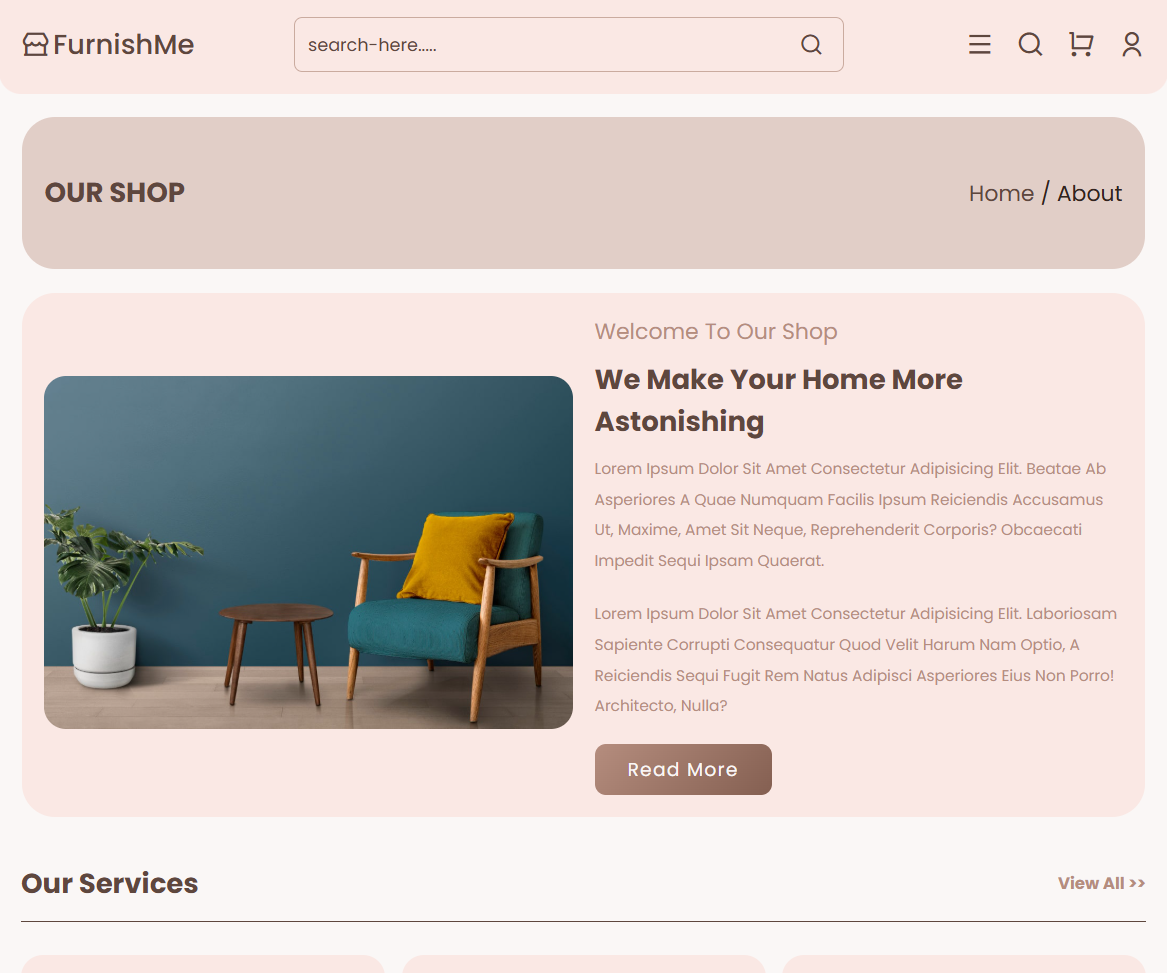 FurnishMe
search-here.....
OUR SHOP
Home / About
Welcome To Our Shop
We Make Your Home More
Astonishing
Lorem Ipsum Dolor Sit Amet Consectetur Adipisicing Elit. Beatae Ab
Asperiores A Quae Numquam Facilis Ipsum Reiciendis Accusamus
Ut, Maxime, Amet Sit Neque, Reprehenderit Corporis? Obcaecati
Impedit Sequi Ipsam Quaerat.
Lorem Ipsum Dolor Sit Amet Consectetur Adipisicing Elit. Laboriosam
Sapiente Corrupti Consequatur Quod Velit Harum Nam Optio, A
Reiciendis Sequi Fugit Rem Natus Adipisci Asperiores Eius Non Porro!
Architecto, Nulla?
Read More
Our Services
View All >>